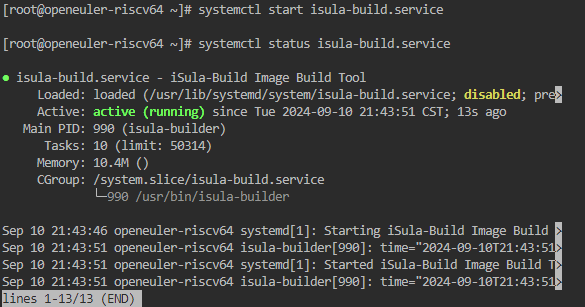 [root@openeuler-riscv64 ~]# systemctl start isula-build.service
[root@openeuler-riscv64 ~]# systemctl status isula-build.service
● isula-build.service - iSula-Build Image Build Tool
Loaded: loaded (/usr/lib/systemd/system/isula-build.service; disabled; pre>
Active: active (running) since Tue 2024-09-10 21:43:51 CST; 13s ago
Main PID: 990 (isula-builder)
Tasks: 10 (limit: 50314)
Memory: 10.4M ()
CGroup: /system.slice/isula-build.service
└─990 /usr/bin/isula-builder
Sep 10 21:43:46 openeuler-riscv64 systemd[1]: Starting iSula-Build Image Build >
Sep 10 21:43:51 openeuler-riscv64 isula-builder[990]: time="2024-09-10T21:43:51>
Sep 10 21:43:51 openeuler-riscv64 systemd[1]: Started iSula-Build Image Build T>
Sep 10 21:43:51 openeuler-riscv64 isula-builder[990]: time="2024-09-10T21:43:51>
lines 1-13/13 (END)